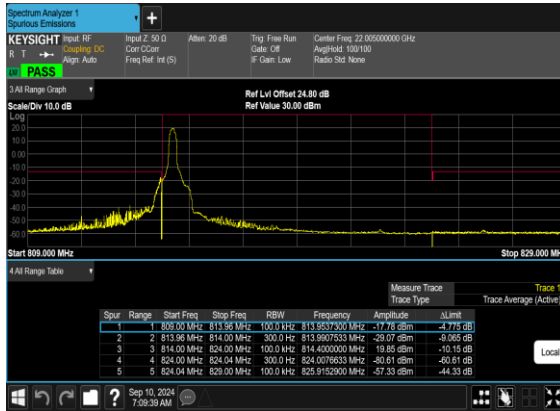 Spectrum Analyzer 1
Spurious Emissions
KEYSIGHT Input: RF Input Z: 50 Ω Atten: 20 dB Trig: Free Run Center Freq: 22.005000000 GHz
R T Coupling: DC Corr CCorr Gate: Off Avg|Hold: 100/100
Align: Auto Freq Ref: Int (S) IF Gain: Low Radio Std: None
LW PASS
3 All Range Graph
Ref Lvl Offset 24.80 dB
Scale/Div 10.0 dB Ref Value 30.00 dBm
Log
20.0
10.0
0.00
-10.0
-20.0
-30.0
-40.0
-50.0
-60.0
Start 809.000 MHz Stop 829.000 MH
4 All Range Table
Measure Trace Trace 1
Trace Type Trace Average (Active)
Spur Range Start Freq Stop Freq RBW Frequency Amplitude ΔLimit
1 1 809.00 MHz 813.96 MHz 100.0 kHz 813.9537300 MHz -17.78 dBm -4.775 dB
2 2 813.96 MHz 814.00 MHz 300.0 Hz 813.9907533 MHz -29.07 dBm -9.065 dB
3 3 814.00 MHz 824.00 MHz 100.0 kHz 814.4000000 MHz 19.85 dBm -10.15 dB
4 4 824.00 MHz 824.04 MHz 300.0 Hz 824.0076633 MHz -80.61 dBm -60.61 dB
5 5 824.04 MHz 829.00 MHz 100.0 kHz 825.9152900 MHz -57.33 dBm -44.33 dB
Local
Sep 10, 2024
7:09:39 AM